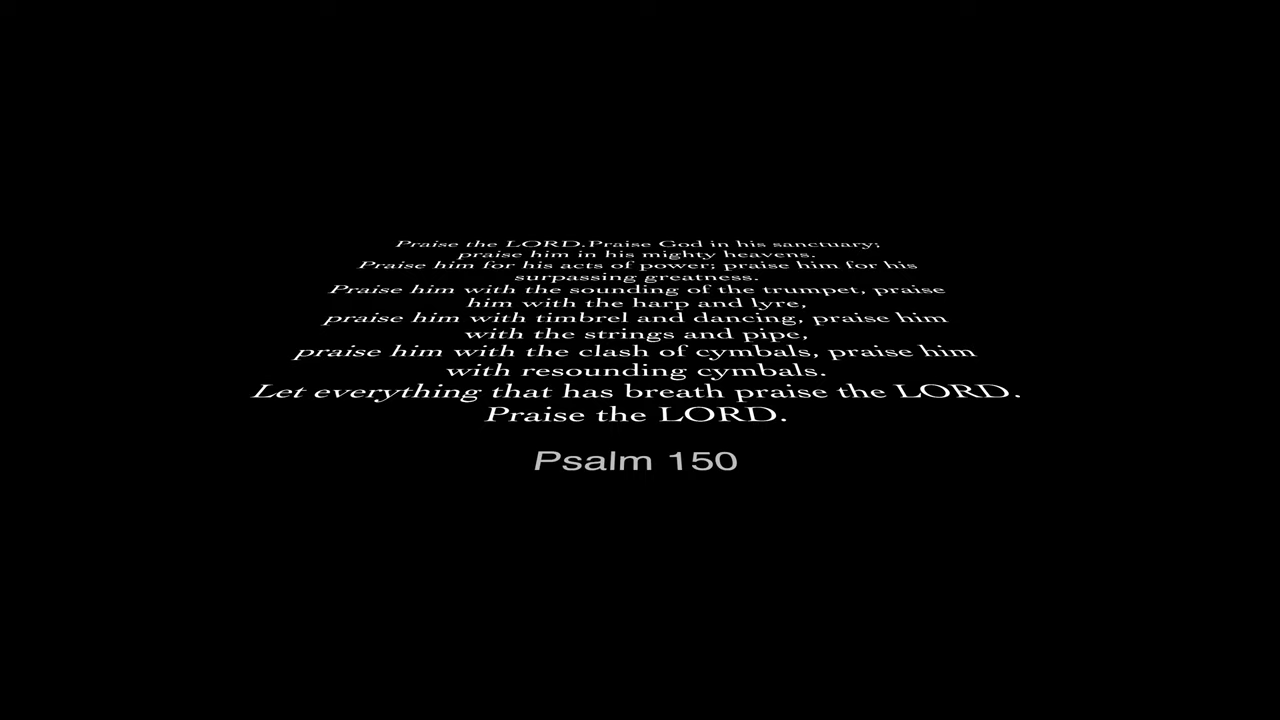 Praise the LORD.Praise God in his sanctuary;
praise him in his mighty heavens.
Praise him for his acts of power; praise him for his
surpassing greatness.
Praise him with the sounding of the trumpet, praise
him with the harp and lyre,
praise him with timbrel and dancing, praise him
with the strings and pipe,
praise him with the clash of cymbals, praise him
with resounding cymbals.
Let everything that has breath praise the LORD.
Praise the LORD.
Psalm 150